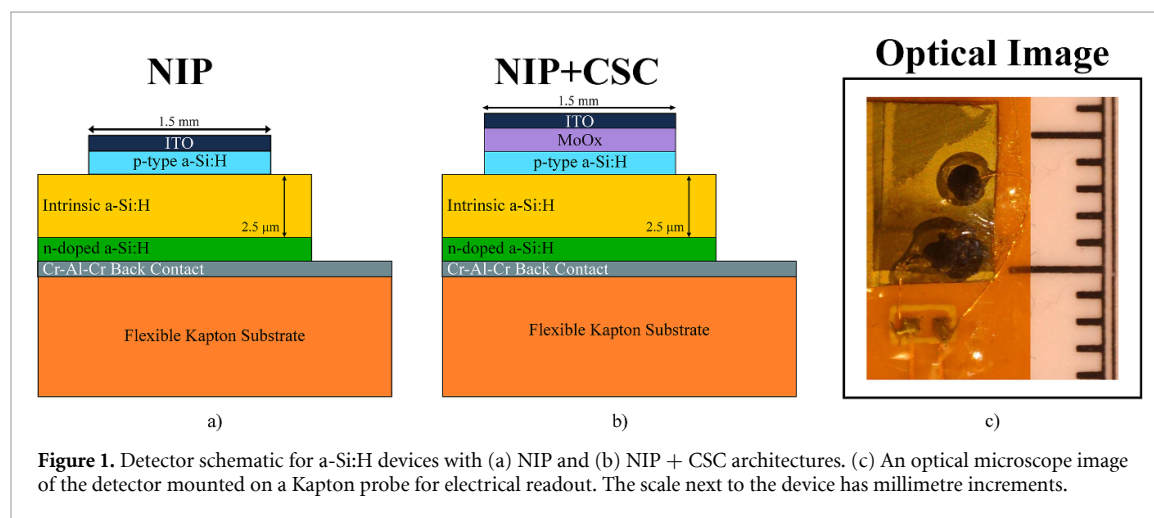 NIP
1.5 mm
ITO
p-type a-Si:H
Intrinsic a-Si:H
2.5 μm
n-doped a-Si:H
Cr-Al-Cr Back Contact
Flexible Kapton Substrate
a)
NIP+CSC
1.5 mm
ITO
MoOx
p-type a-Si:H
Intrinsic a-Si:H
2.5 μm
n-doped a-Si:H
Cr-Al-Cr Back Contact
Flexible Kapton Substrate
b)
Optical Image
c)
Figure 1. Detector schematic for a-Si:H devices with (a) NIP and (b) NIP + CSC architectures. (c) An optical microscope image
of the detector mounted on a Kapton probe for electrical readout. The scale next to the device has millimetre increments.